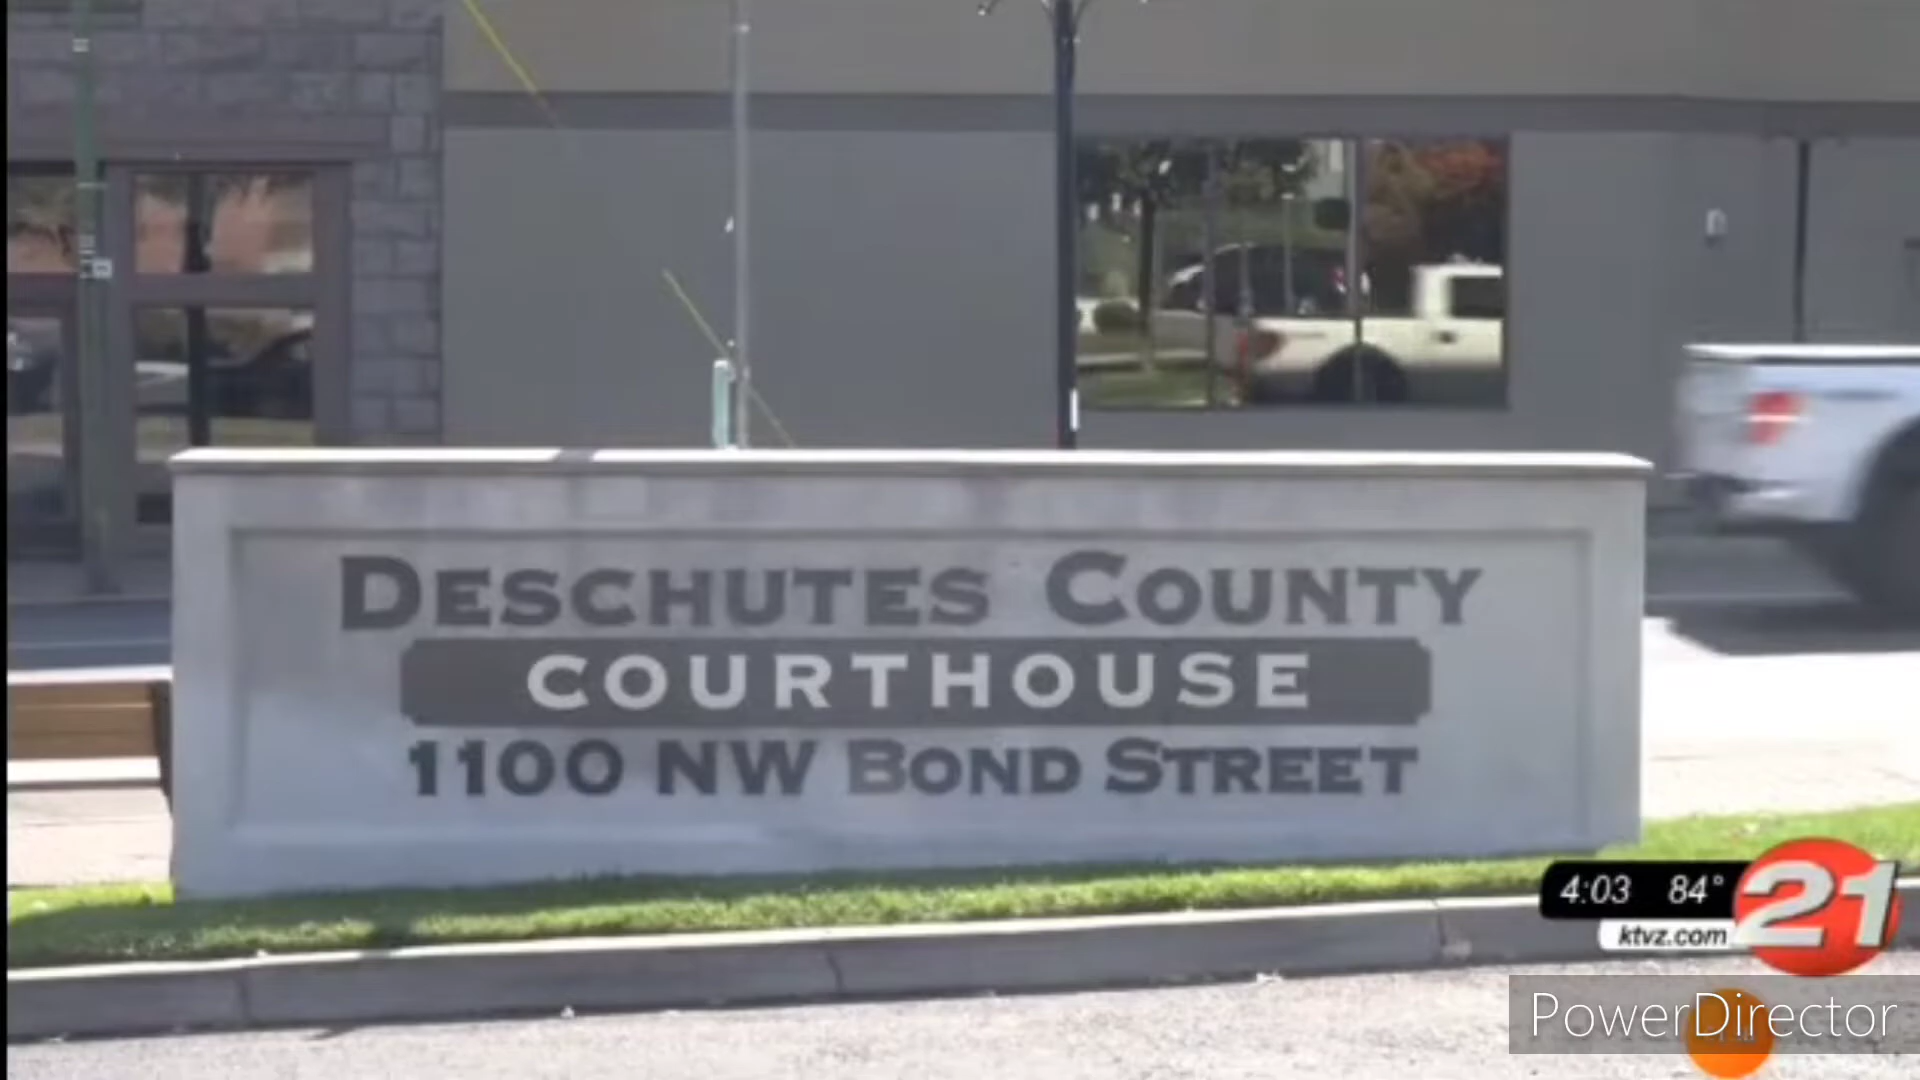 DESCHUTES COUNTY
COURTHOUSE
1100 NW BOND STREET
4:03 84°
ktvz.com
21
PowerDirector